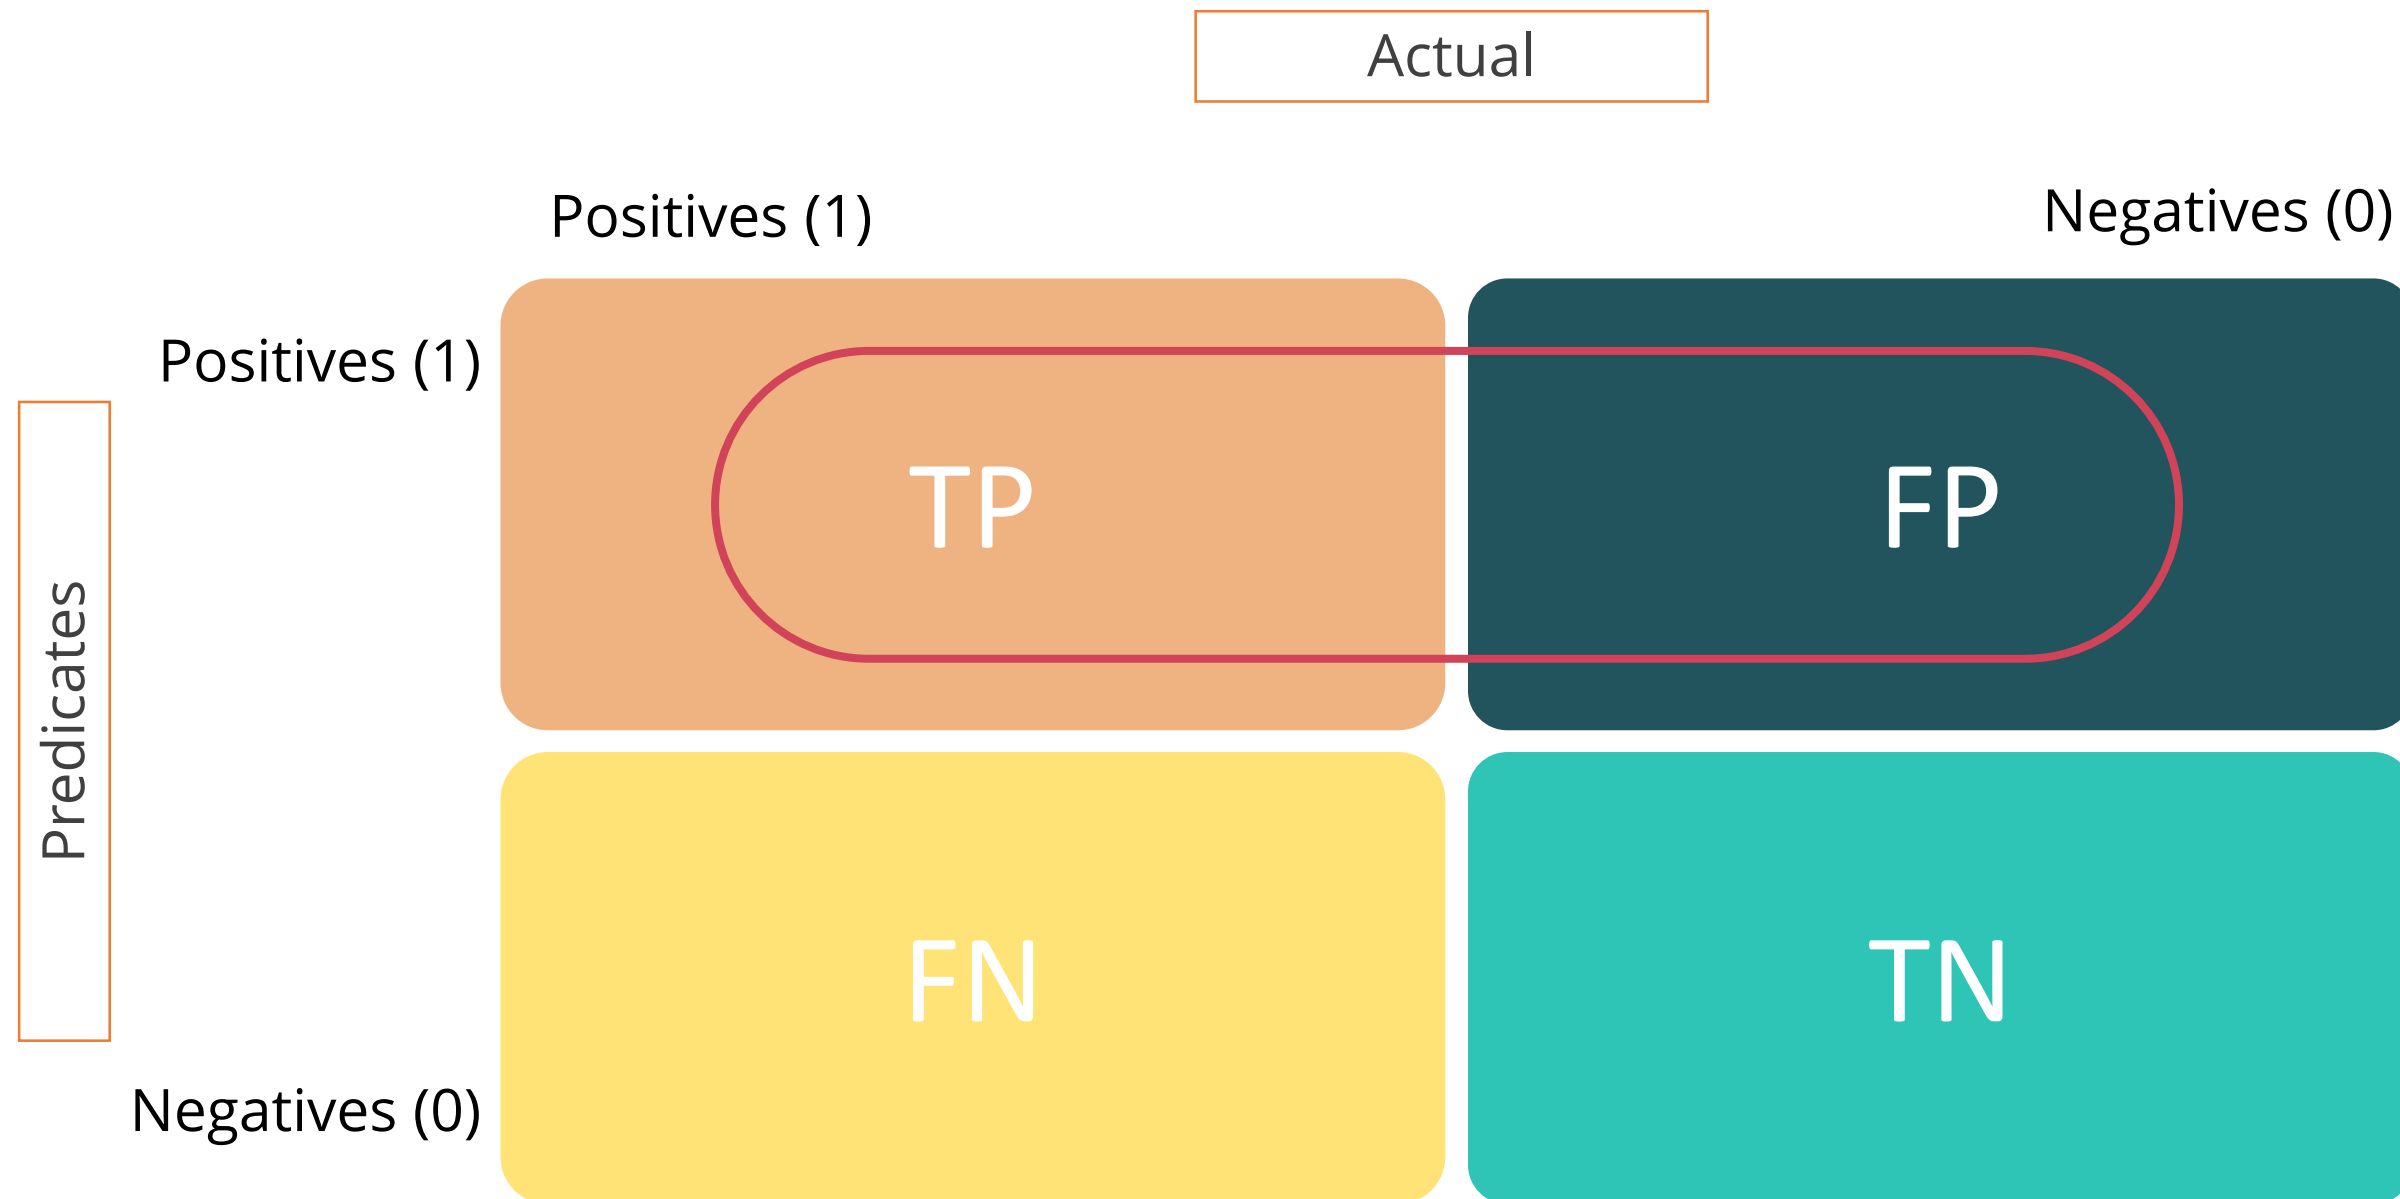 Actual
Positives (1)
Negatives (0)
Positives (1)
TP
FP
Predicates
FN
TN
Negatives (0)